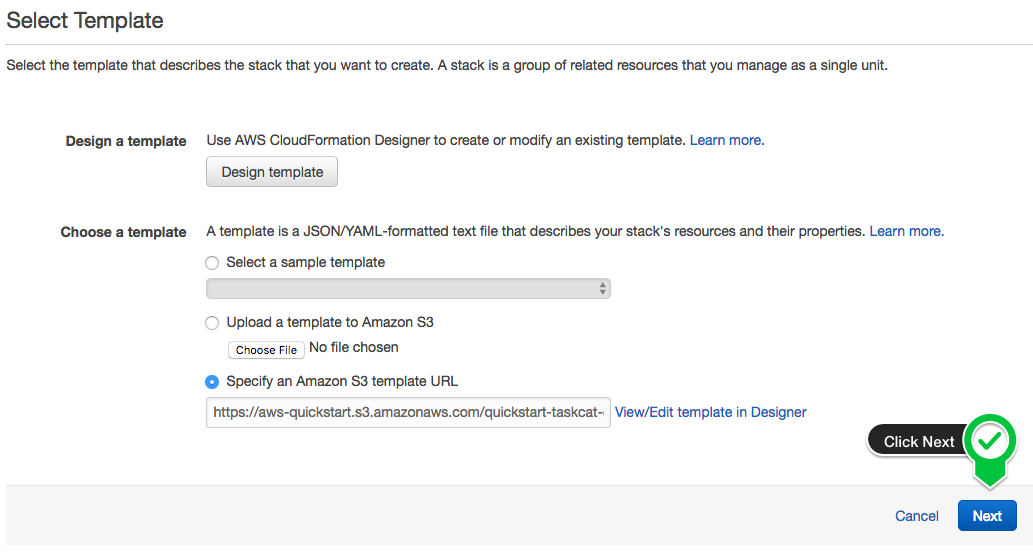 Select Template
Select the template that describes the stack that you want to create. A stack is a group of related resources that you manage as a single unit.
Design a template
Use AWS CloudFormation Designer to create or modify an existing template. Learn more.
Design template
Choose a template
A template is a JSON/YAML-formatted text file that describes your stack's resources and their properties. Learn more.
Select a sample template
Upload a template to Amazon S3
Choose File No file chosen
Specify an Amazon S3 template URL
https://aws-quickstart.s3.amazonaws.com/quickstart-taskcat- View/Edit template in Designer
Click Next
Cancel Next